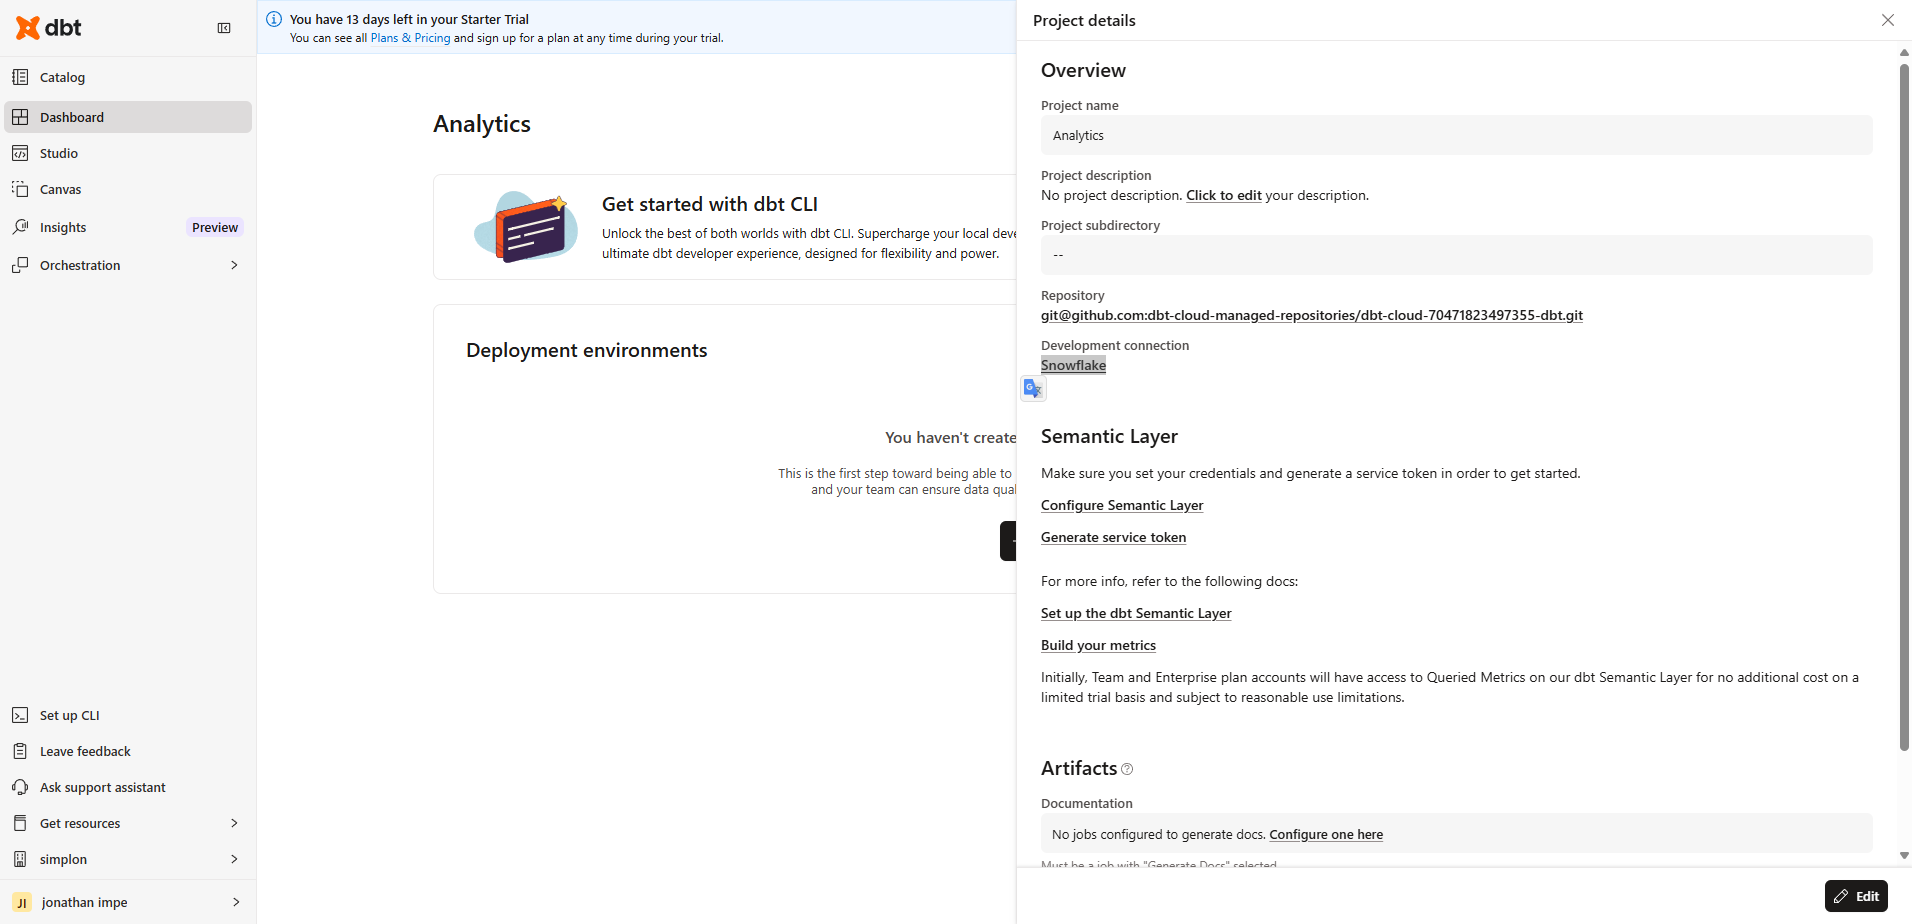 dbt
Catalog
Dashboard
Studio
Canvas
Insights
Preview
Orchestration
Set up CLI
Leave feedback
Ask support assistant
Get resources
simplon
JI
jonathan impe
You have 13 days left in your Starter Trial
You can see all Plans & Pricing and sign up for a plan at any time during your trial.
Analytics
Get started with dbt CLI
Unlock the best of both worlds with dbt CLI. Supercharge your local deve
ultimate dbt developer experience, designed for flexibility and power.
Deployment environments
You haven't create
This is the first step toward being able to
and your team can ensure data qual
Project details
Overview
Project name
Analytics
Project description
No project description. Click to edit your description.
Project subdirectory
--
Repository
git@github.com:dbt-cloud-managed-repositories/dbt-cloud-70471823497355-dbt.git
Development connection
Snowflake
Semantic Layer
Make sure you set your credentials and generate a service token in order to get started.
Configure Semantic Layer
Generate service token
For more info, refer to the following docs:
Set up the dbt Semantic Layer
Build your metrics
Initially, Team and Enterprise plan accounts will have access to Queried Metrics on our dbt Semantic Layer for no additional cost on a
limited trial basis and subject to reasonable use limitations.
Artifacts
Documentation
No jobs configured to generate docs. Configure one here
Must be a job with "Generate Docs" selected
Edit